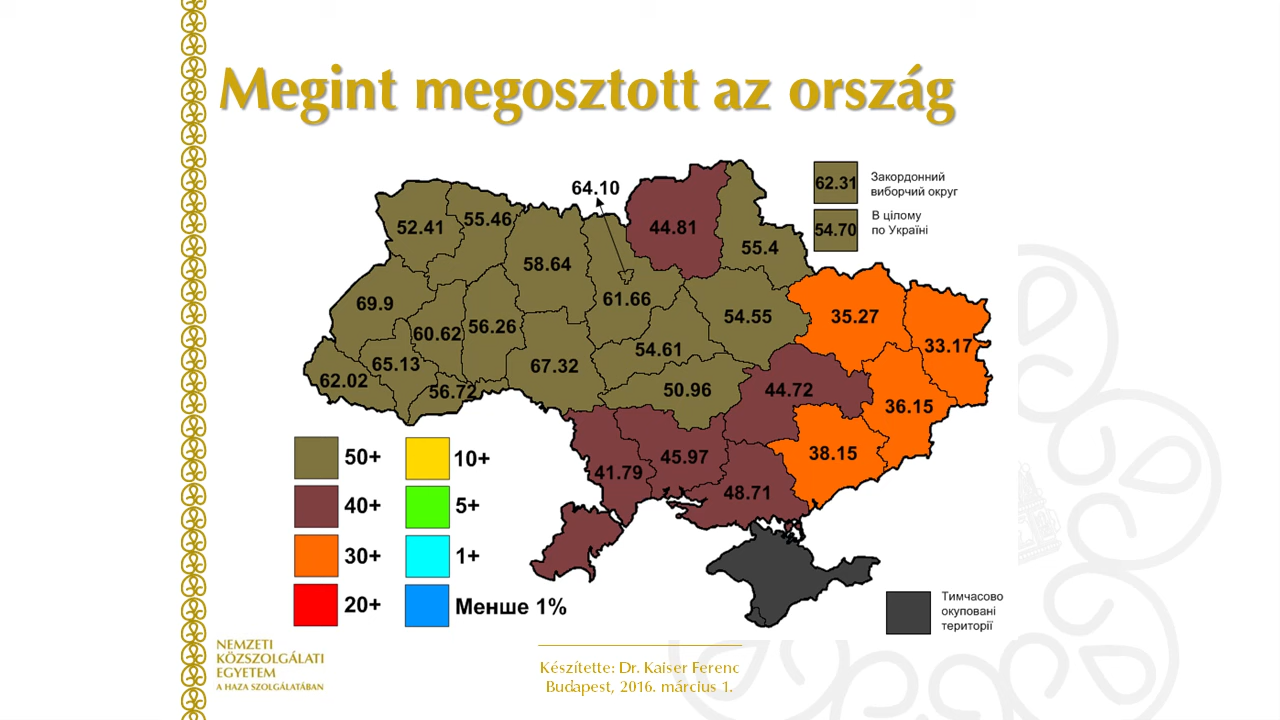 Megint megosztott az ország
64.10
62.31
Закордонний
виборчий округ
54.70
В цілому
по Україні
52.41
55.46
58.64
44.81
55.4
69.9
60.62
56.26
61.66
54.55
35.27
33.17
65.13
62.02
56.72
67.32
54.61
50.96
44.72
36.15
41.79
45.97
48.71
38.15
50+
10+
40+
5+
30+
1+
20+
Менше 1%
Тимчасово
окуповані
території
NEMZETI
KÖZSZOLGÁLATI
EGYETEM
A HAZA SZOLGÁLATÁBAN
Készítette: Dr. Kaiser Ferenc
Budapest, 2016. március 1.